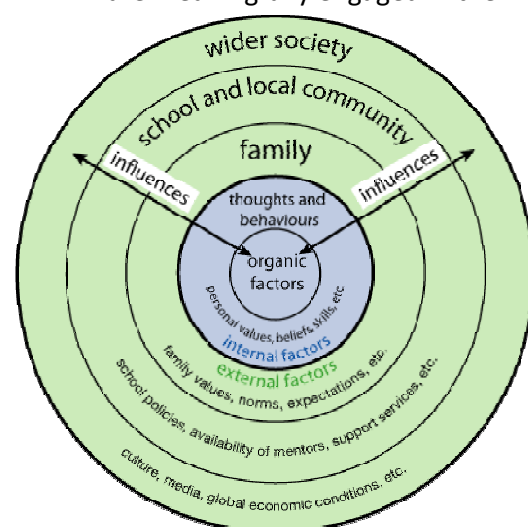 wider society
school and local community
family
influences
influences
thoughts and
behaviours
organic
factors
personal values, beliefs skills, etc
internal factors
external factors
family values, norms, expectations, etc.
school policies, availability of mentors, support services, etc.
culture, media, global economic conditions, etc.